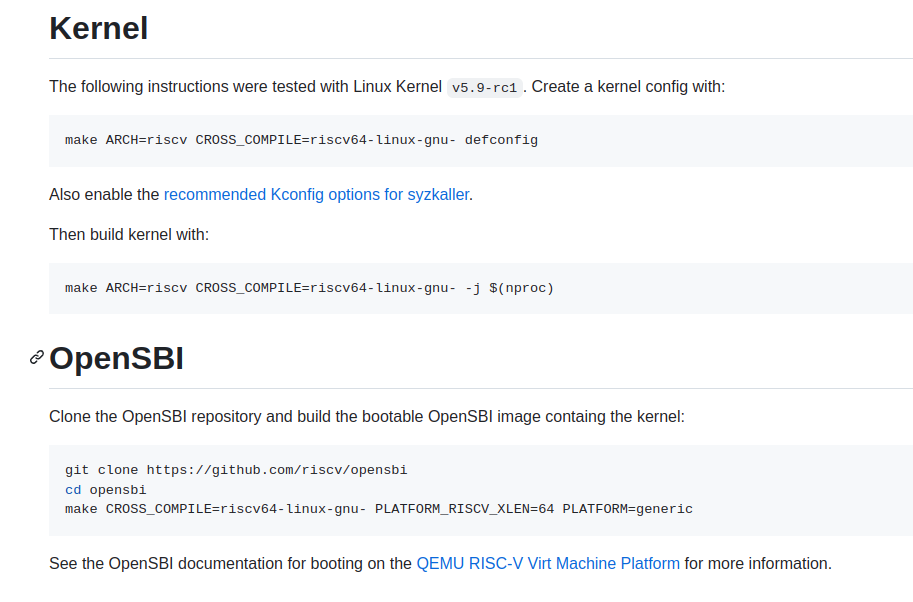 Kernel
The following instructions were tested with Linux Kernel v5.9-rc1. Create a kernel config with:
make ARCH=riscv CROSS_COMPILE=riscv64-linux-gnu- defconfig
Also enable the recommended Kconfig options for syzkaller.
Then build kernel with:
make ARCH=riscv CROSS_COMPILE=riscv64-linux-gnu- -j $(nproc)
OpenSBI
Clone the OpenSBI repository and build the bootable OpenSBI image containg the kernel:
git clone https://github.com/riscv/opensbi
cd opensbi
make CROSS_COMPILE=riscv64-linux-gnu- PLATFORM_RISCV_XLEN=64 PLATFORM=generic
See the OpenSBI documentation for booting on the QEMU RISC-V Virt Machine Platform for more information.